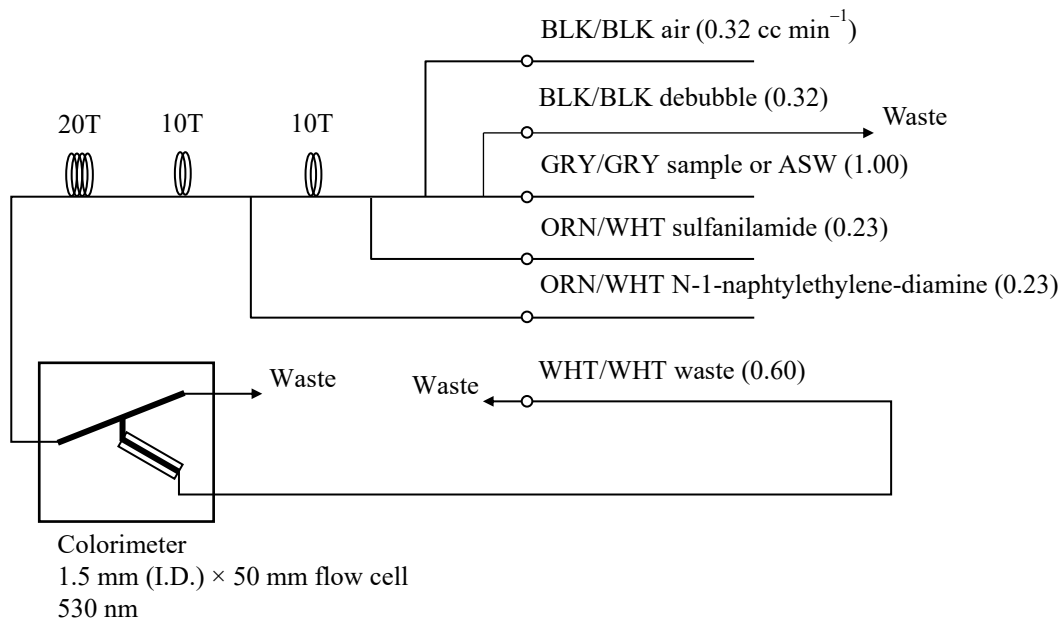 BLK/BLK air (0.32 cc min⁻¹)
BLK/BLK debubble (0.32)
Waste
20T
10T
10T
GRY/GRY sample or ASW (1.00)
ORN/WHT sulfanilamide (0.23)
ORN/WHT N-1-naphtylethylene-diamine (0.23)
WHT/WHT waste (0.60)
Waste
Waste
Colorimeter
1.5 mm (I.D.) × 50 mm flow cell
530 nm